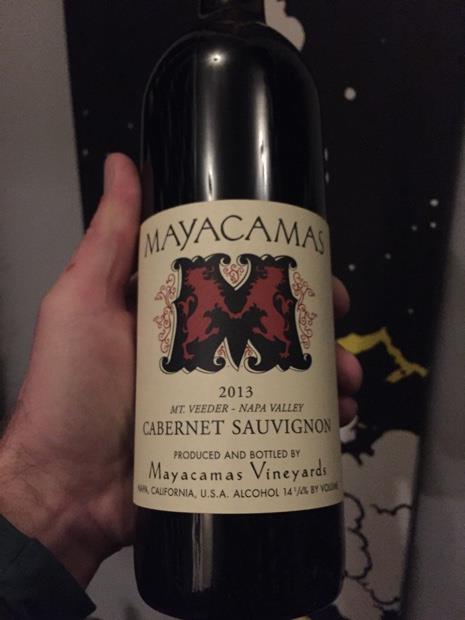 MAYACAMAS
M
2013
MT. VEEDER - NAPA VALLEY
CABERNET SAUVIGNON
PRODUCED AND BOTTLED BY
Mayacamas Vineyards
NAPA, CALIFORNIA, U.S.A. ALCOHOL 14 1/4% BY VOLUME